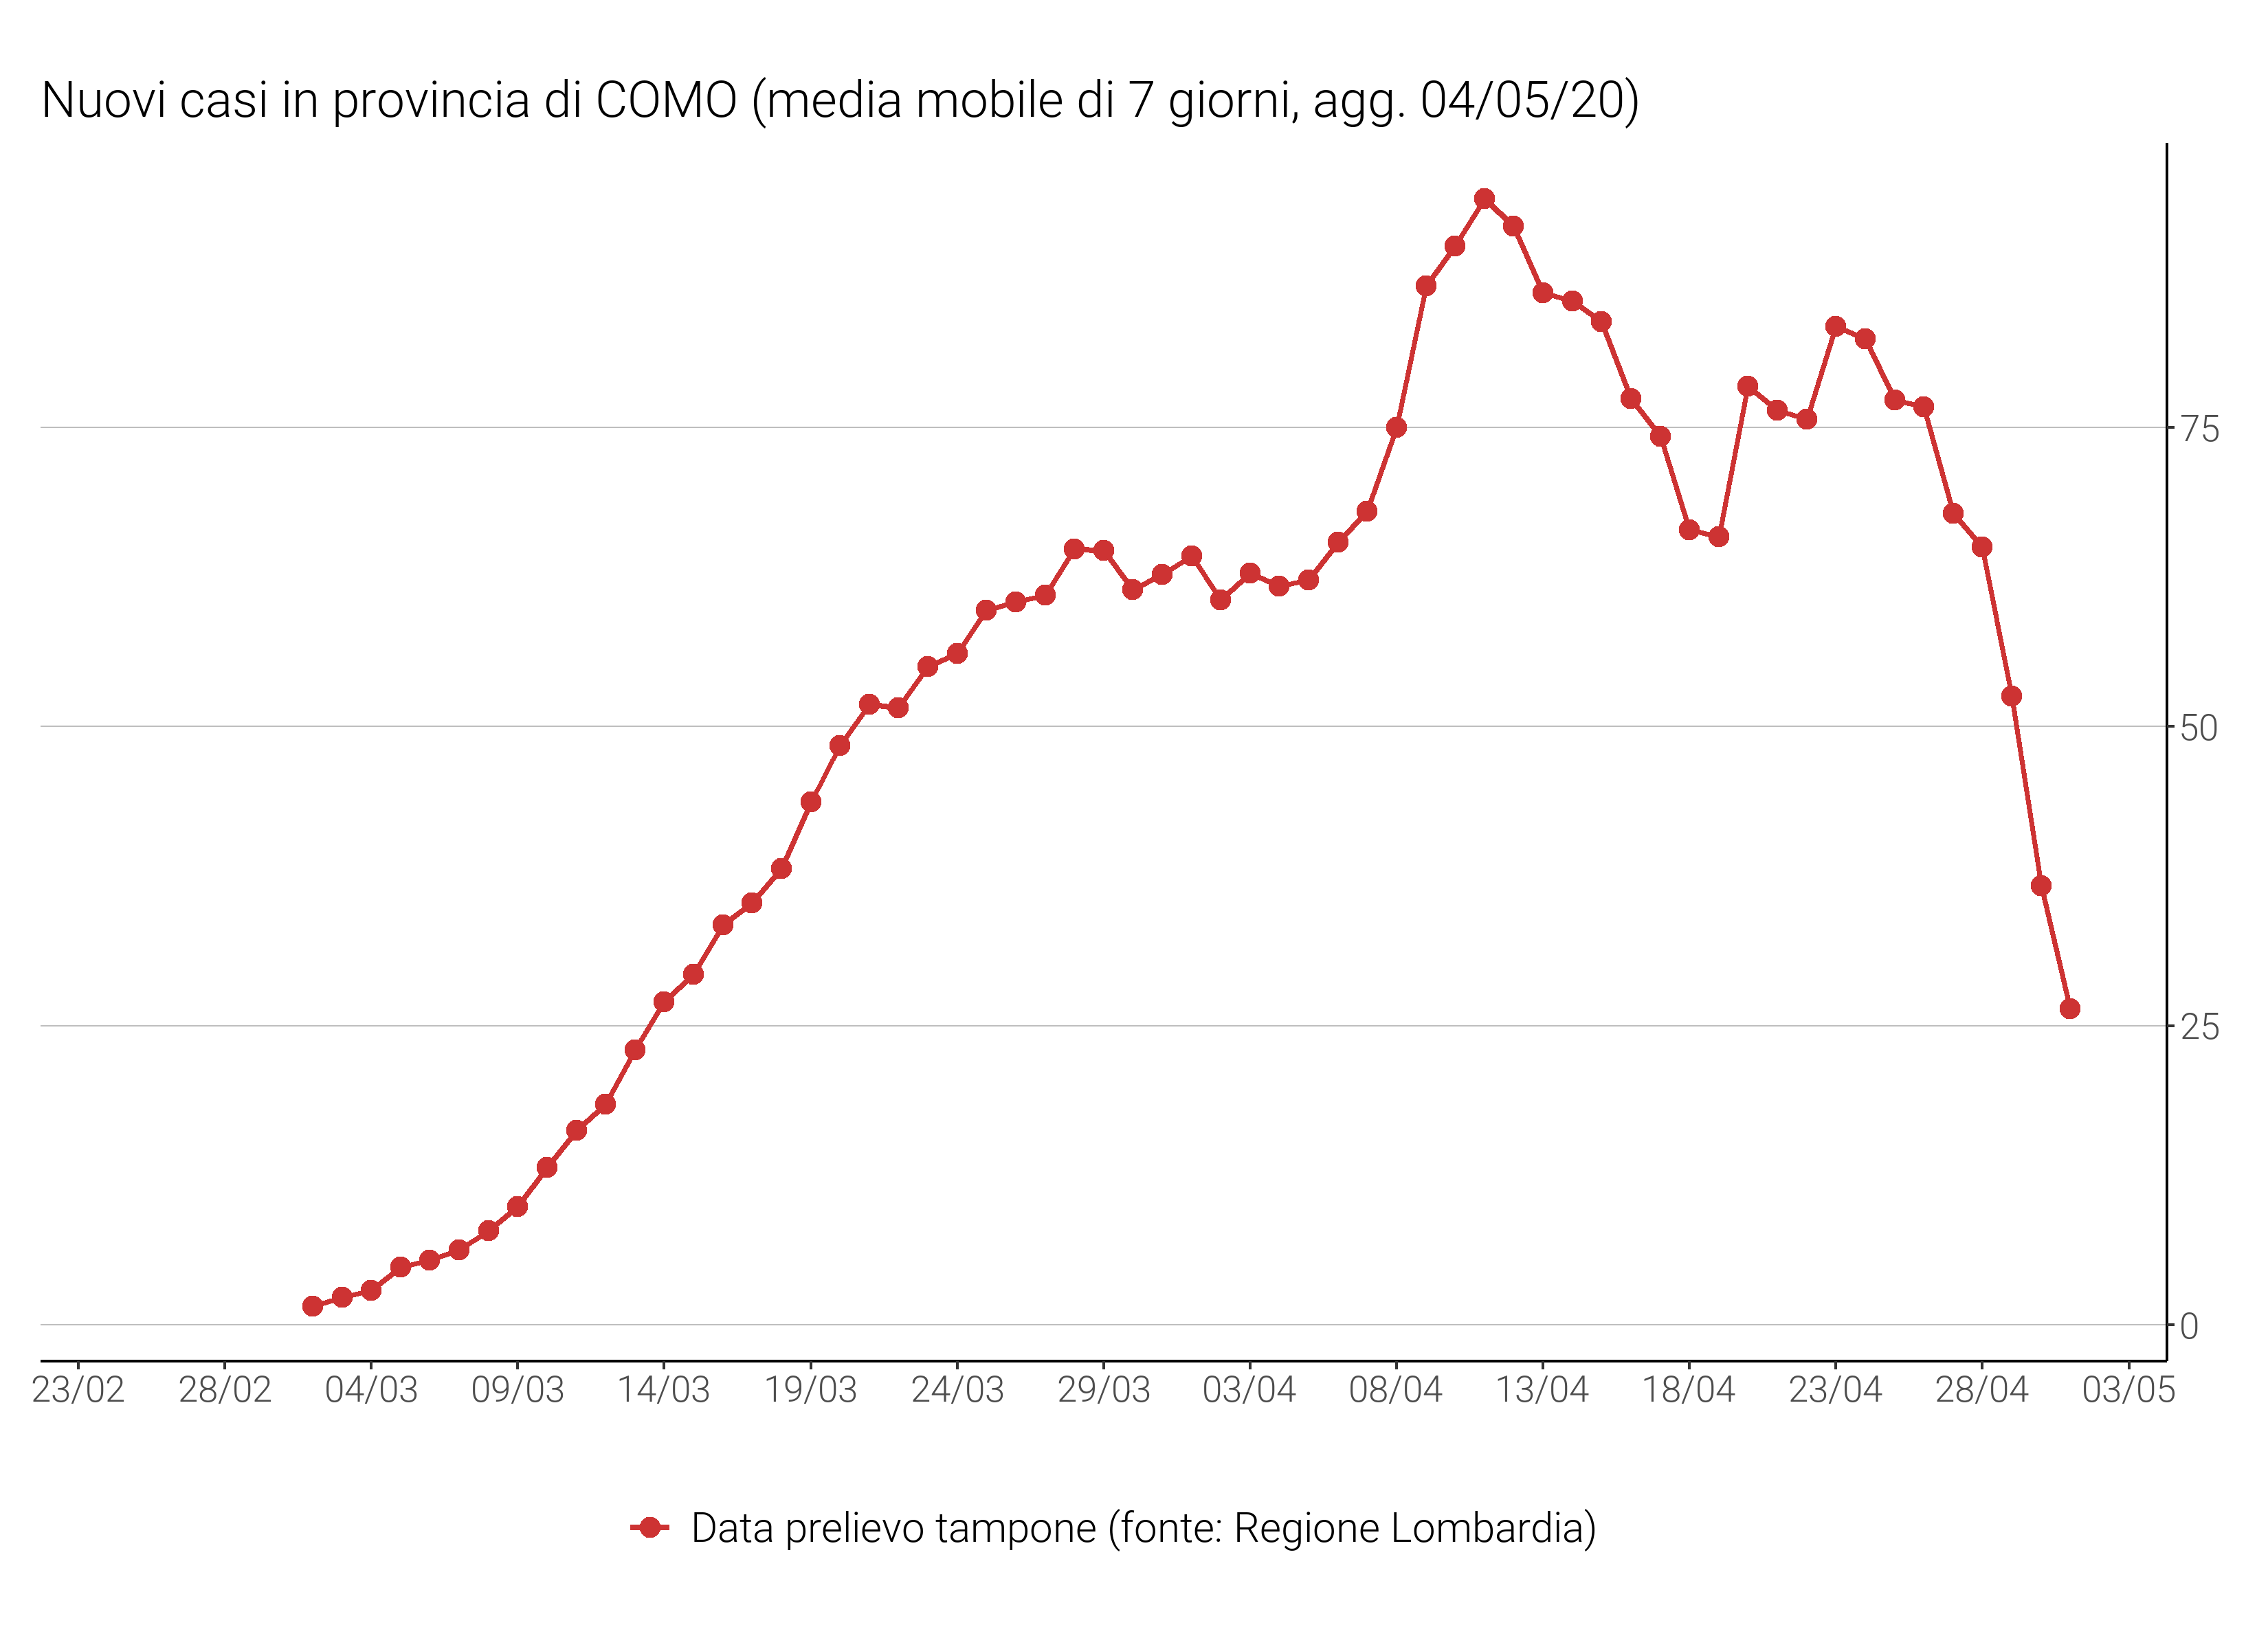 Nuovi casi in provincia di COMO (media mobile di 7 giorni, agg. 04/05/20)
75
50
25
0
23/02 28/02 04/03 09/03 14/03 19/03 24/03 29/03 03/04 08/04 13/04 18/04 23/04 28/04 03/05
Data prelievo tampone (fonte: Regione Lombardia)